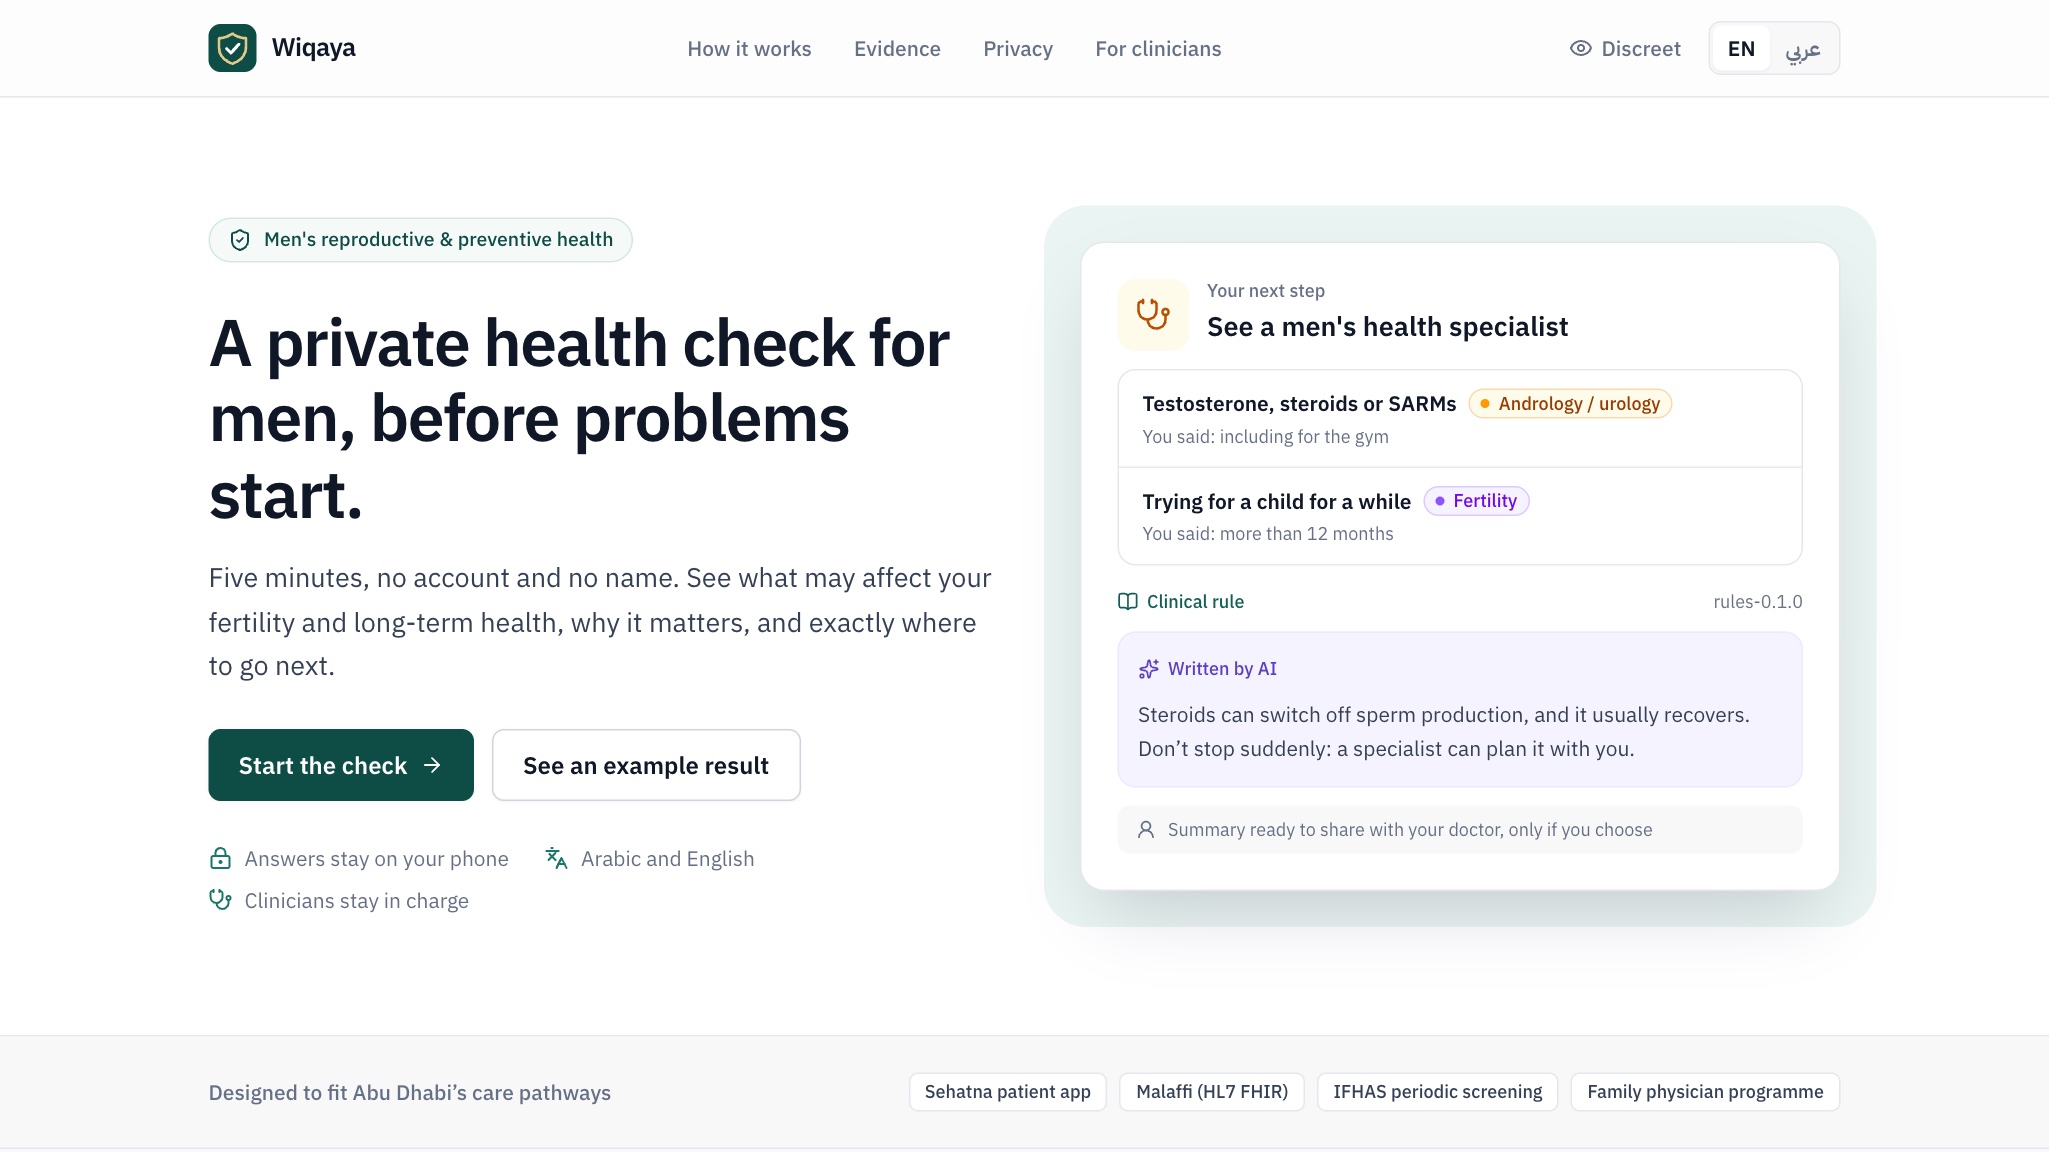 Wiqaya
How it works
Evidence
Privacy
For clinicians
Discreet
EN
عربي
Men's reproductive & preventive health
A private health check for
men, before problems
start.
Five minutes, no account and no name. See what may affect your
fertility and long-term health, why it matters, and exactly where
to go next.
Start the check →
See an example result
Answers stay on your phone
Arabic and English
Clinicians stay in charge
Your next step
See a men's health specialist
Testosterone, steroids or SARMs
Andrology / urology
You said: including for the gym
Trying for a child for a while
Fertility
You said: more than 12 months
Clinical rule
rules-0.1.0
Written by AI
Steroids can switch off sperm production, and it usually recovers.
Don’t stop suddenly: a specialist can plan it with you.
Summary ready to share with your doctor, only if you choose
Designed to fit Abu Dhabi’s care pathways
Sehatna patient app
Malaffi (HL7 FHIR)
IFHAS periodic screening
Family physician programme